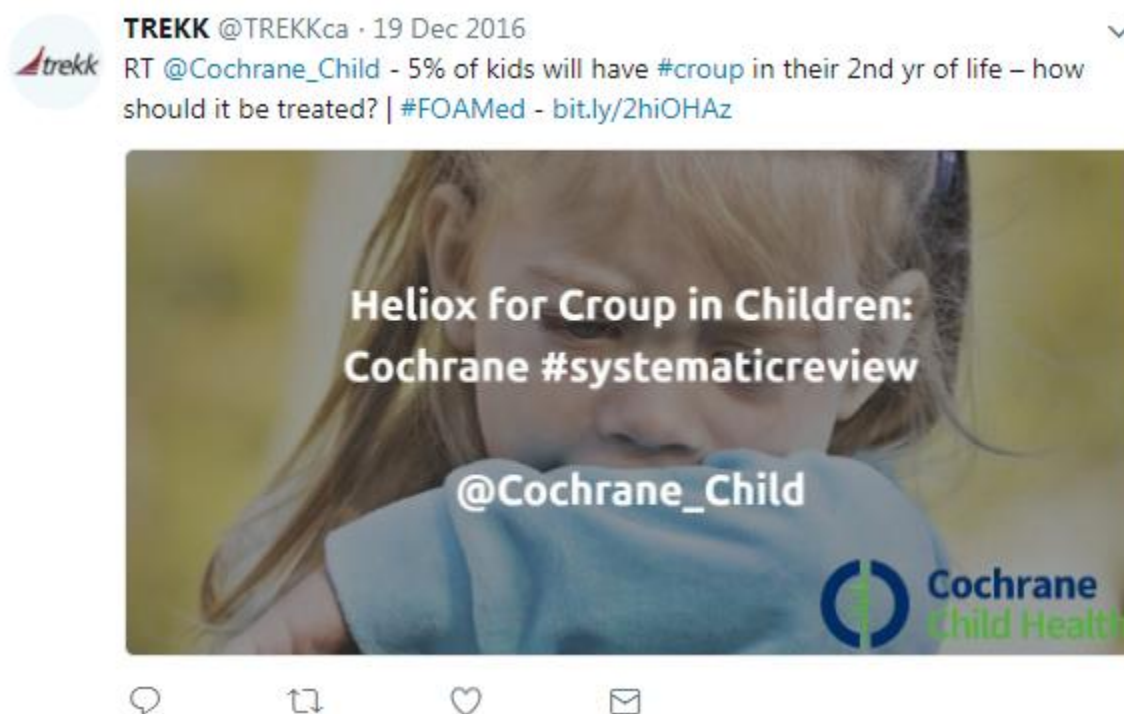 TREKK @TREKKca · 19 Dec 2016
trekk
RT @Cochrane_Child - 5% of kids will have #croup in their 2nd yr of life – how
should it be treated? | #FOAMed - bit.ly/2hiOHAz
Heliox for Croup in Children:
Cochrane #systematicreview
@Cochrane_Child
Cochrane
Child Health